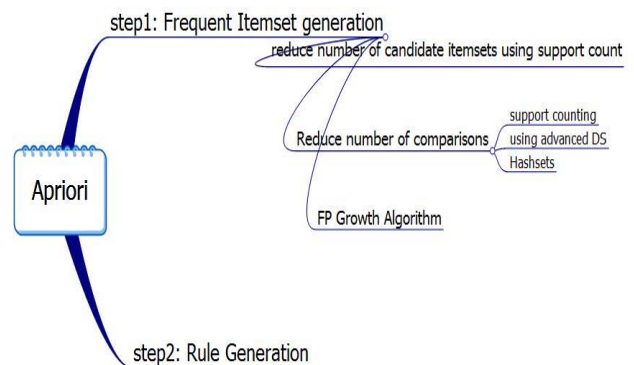 step1: Frequent Itemset generation
reduce number of candidate itemsets using support count
support counting
Reduce number of comparisons
using advanced DS
Hashsets
Apriori
FP Growth Algorithm
step2: Rule Generation